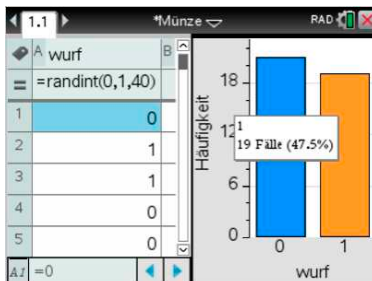 1.1
*Münze
RAD
A wurf
B
=
=randint(0,1,40)
1
0
2
1
3
1
4
0
5
0
A1
=0
Häufigkeit
18
12
6
0
1
19 Fälle (47.5%)
0
1
wurf